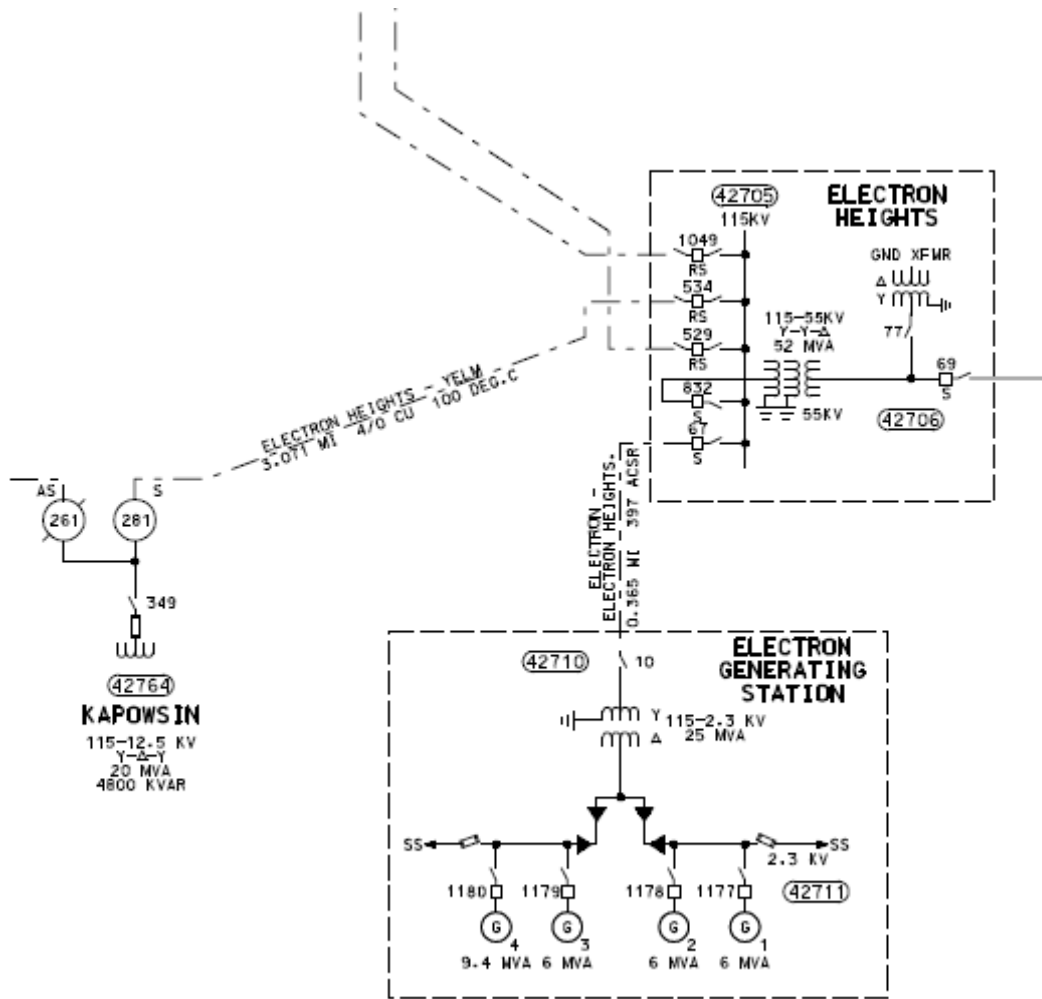 42705
115KV
ELECTRON
HEIGHTS
1049
RS
534
RS
529
RS
832
S
67
S
GND XFMR
Δ
Y
77
115-55KV
Y-Y-Δ
52 MVA
55KV
69
S
42706
ELECTRON HEIGHTS - YELM
3.071 MI 4/0 CU 100 DEG.C
AS
261
S
281
349
42764
KAPOWSIN
115-12.5 KV
Y-Δ-Y
20 MVA
4800 KVAR
ELECTRON -
ELECTRON HEIGHTS.
0.365 MI 397 ACSR
42710
10
ELECTRON
GENERATING
STATION
Y
Δ
115-2.3 KV
25 MVA
SS
SS
2.3 KV
1180
1179
1178
1177
42711
G
4
9.4 MVA
G
3
6 MVA
G
2
6 MVA
G
1
6 MVA